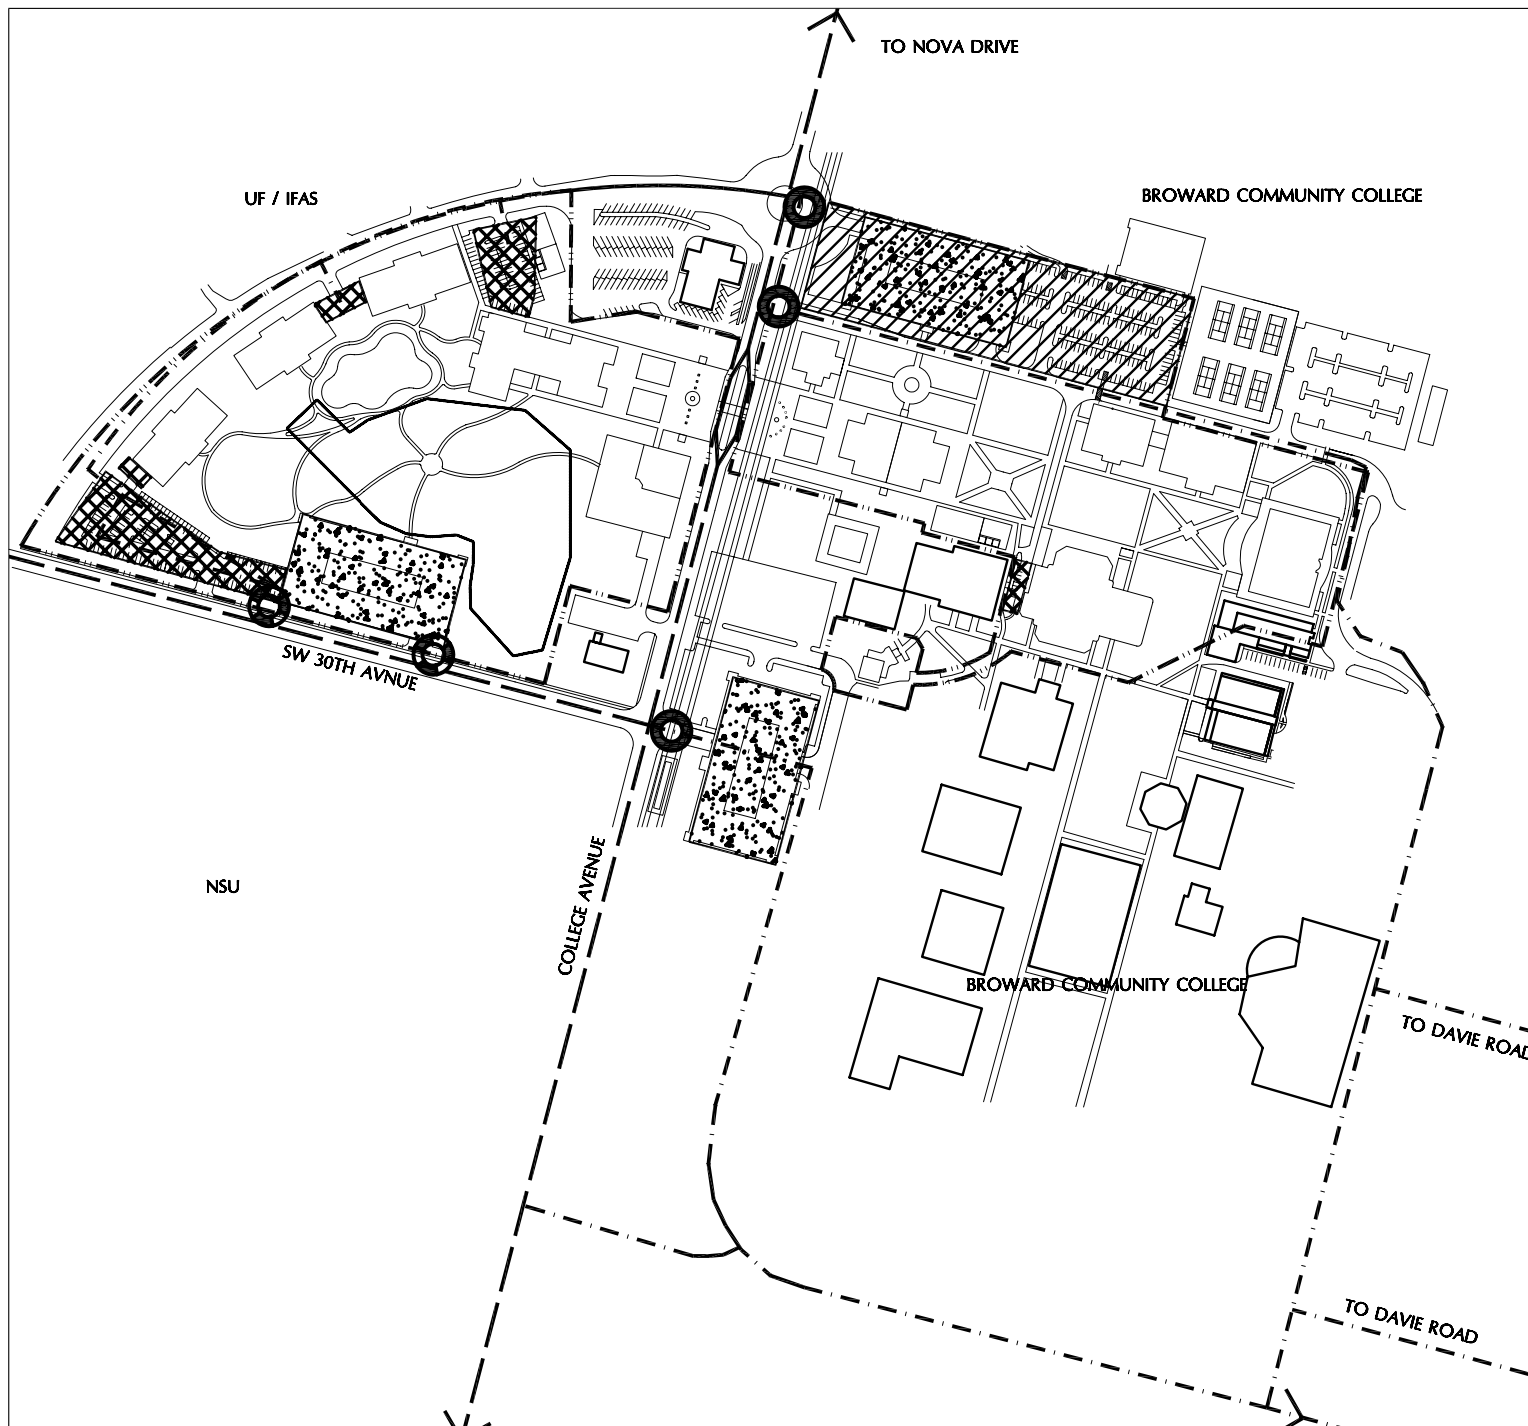 TO NOVA DRIVE
UF / IFAS
BROWARD COMMUNITY COLLEGE
SW 30TH AVNUE
COLLEGE AVENUE
NSU
BROWARD COMMUNITY COLLEGE
TO DAVIE ROAD
TO DAVIE ROAD